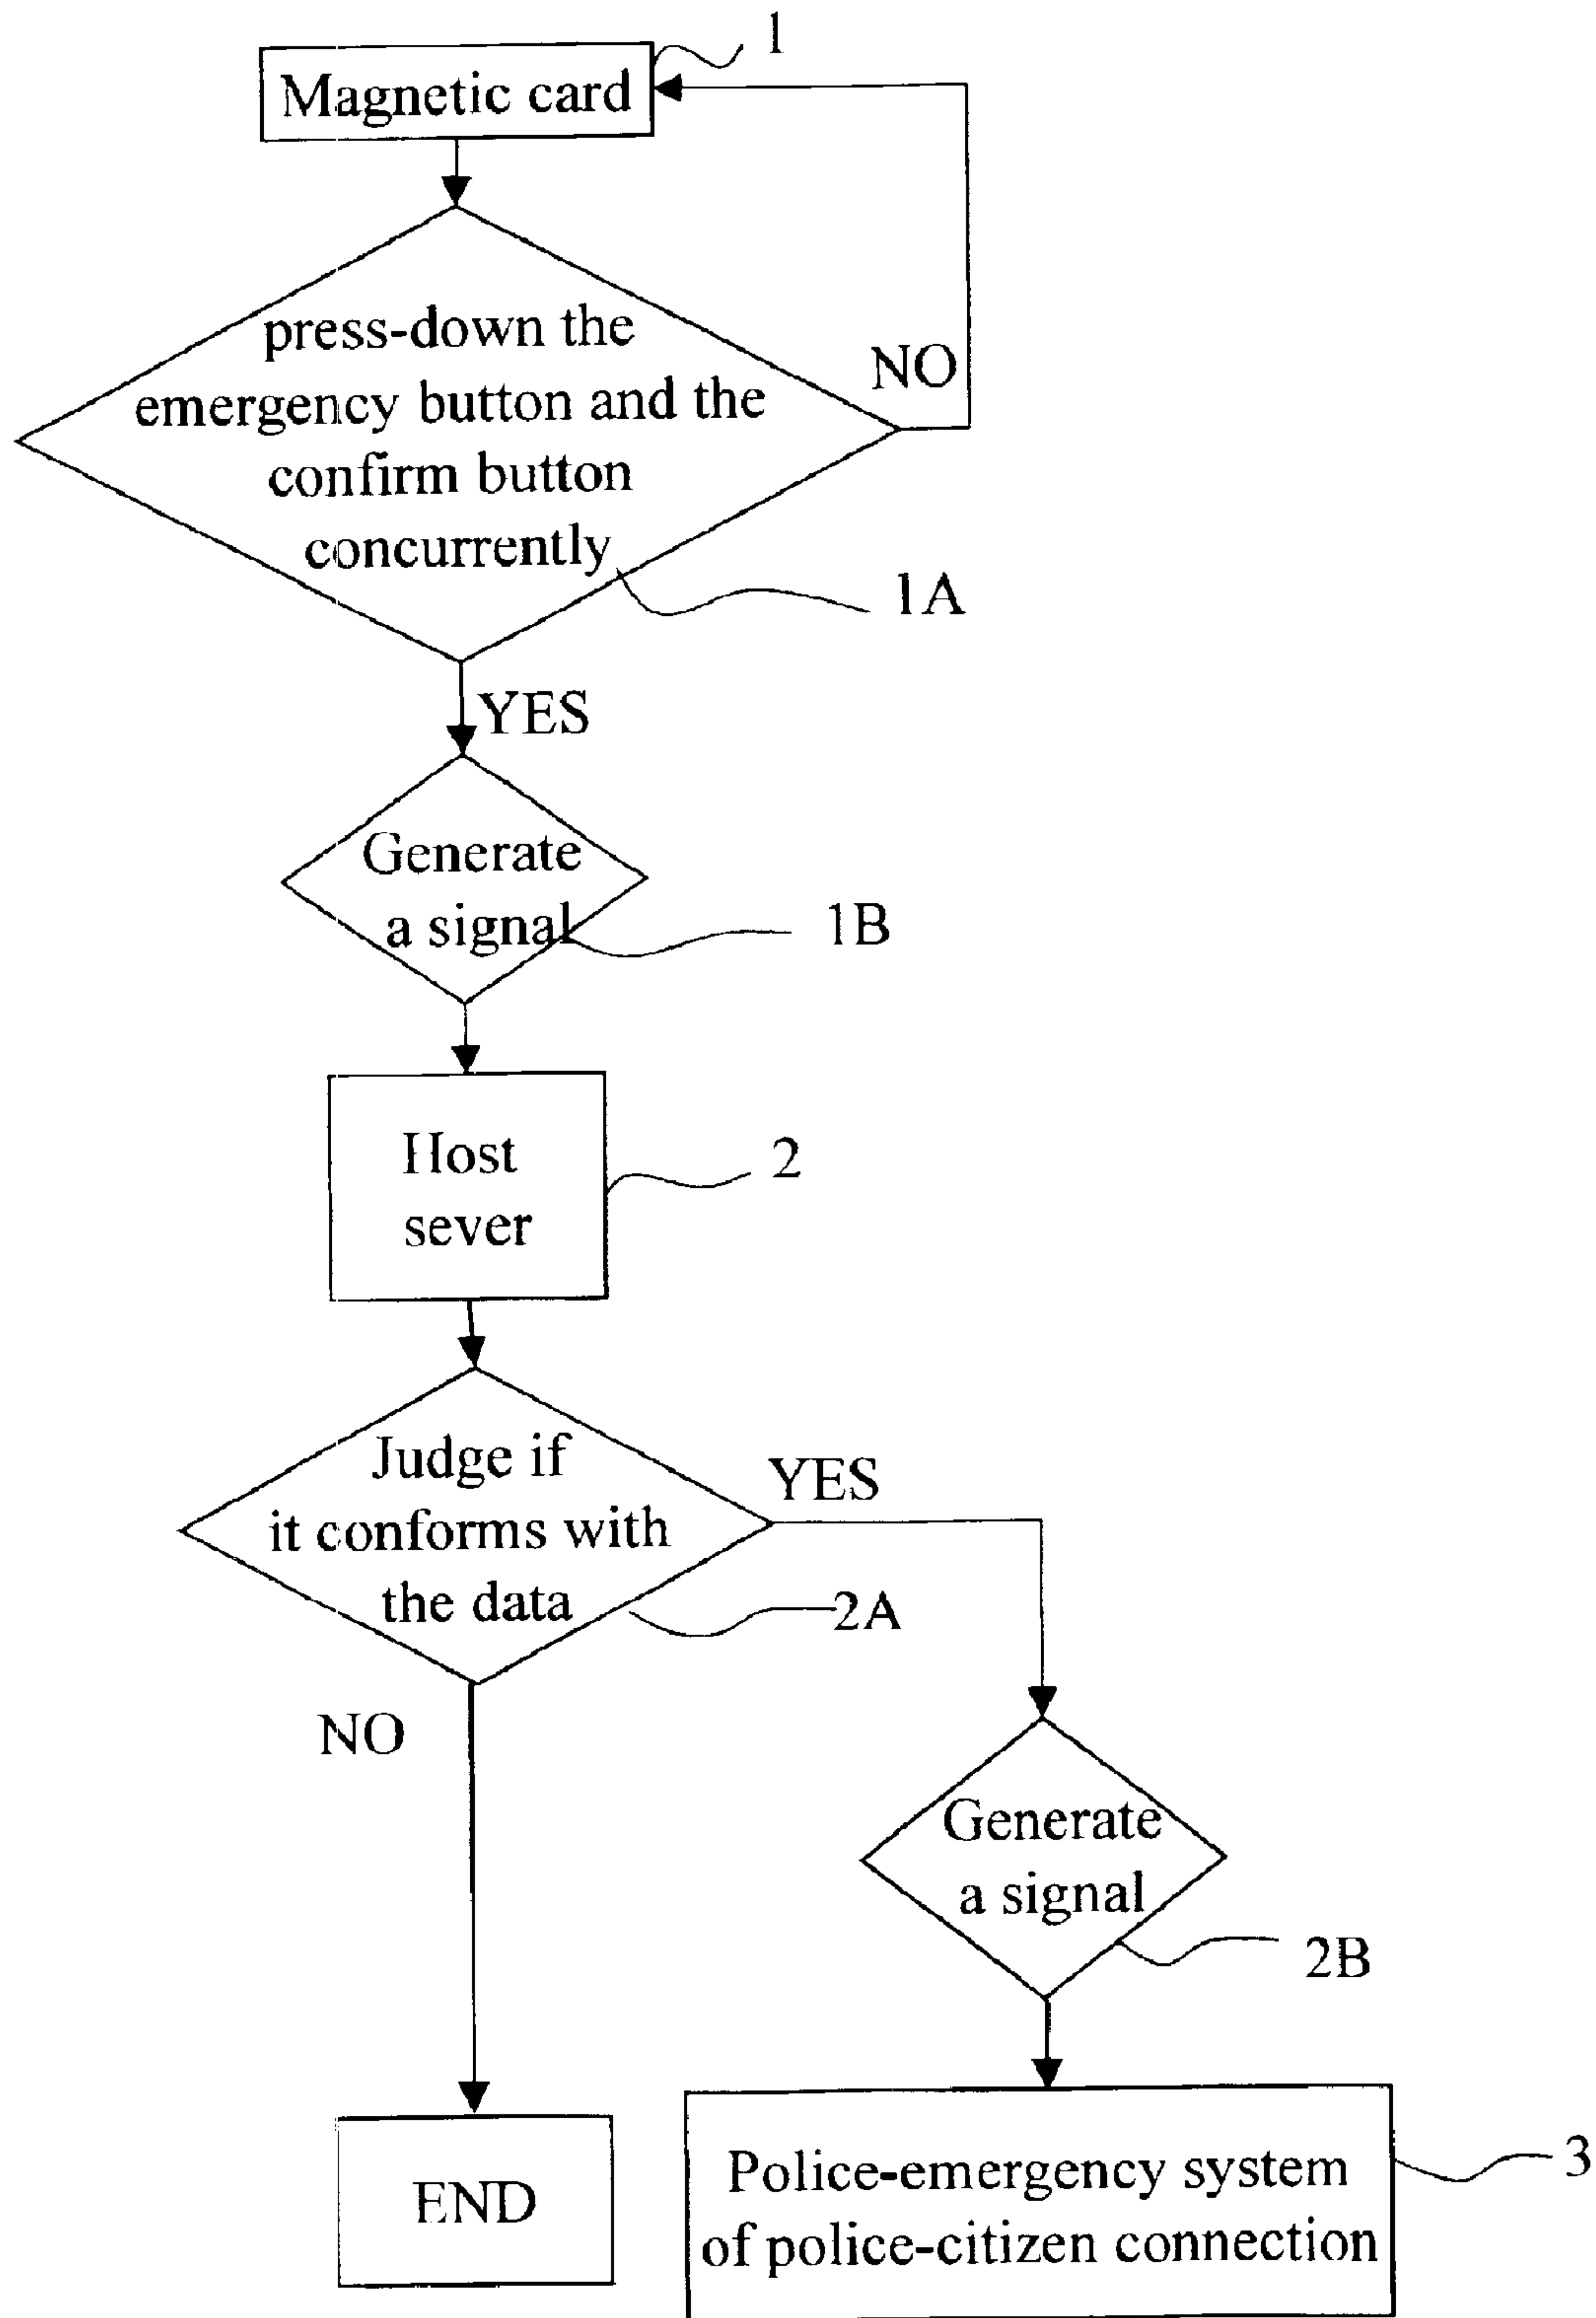 1
Magnetic card
press-down the
emergency button and the
confirm button
concurrently
NO
1A
YES
Generate
a signal
1B
Host
sever
2
Judge if
it conforms with
the data
YES
2A
NO
Generate
a signal
2B
END
Police-emergency system
of police-citizen connection
3